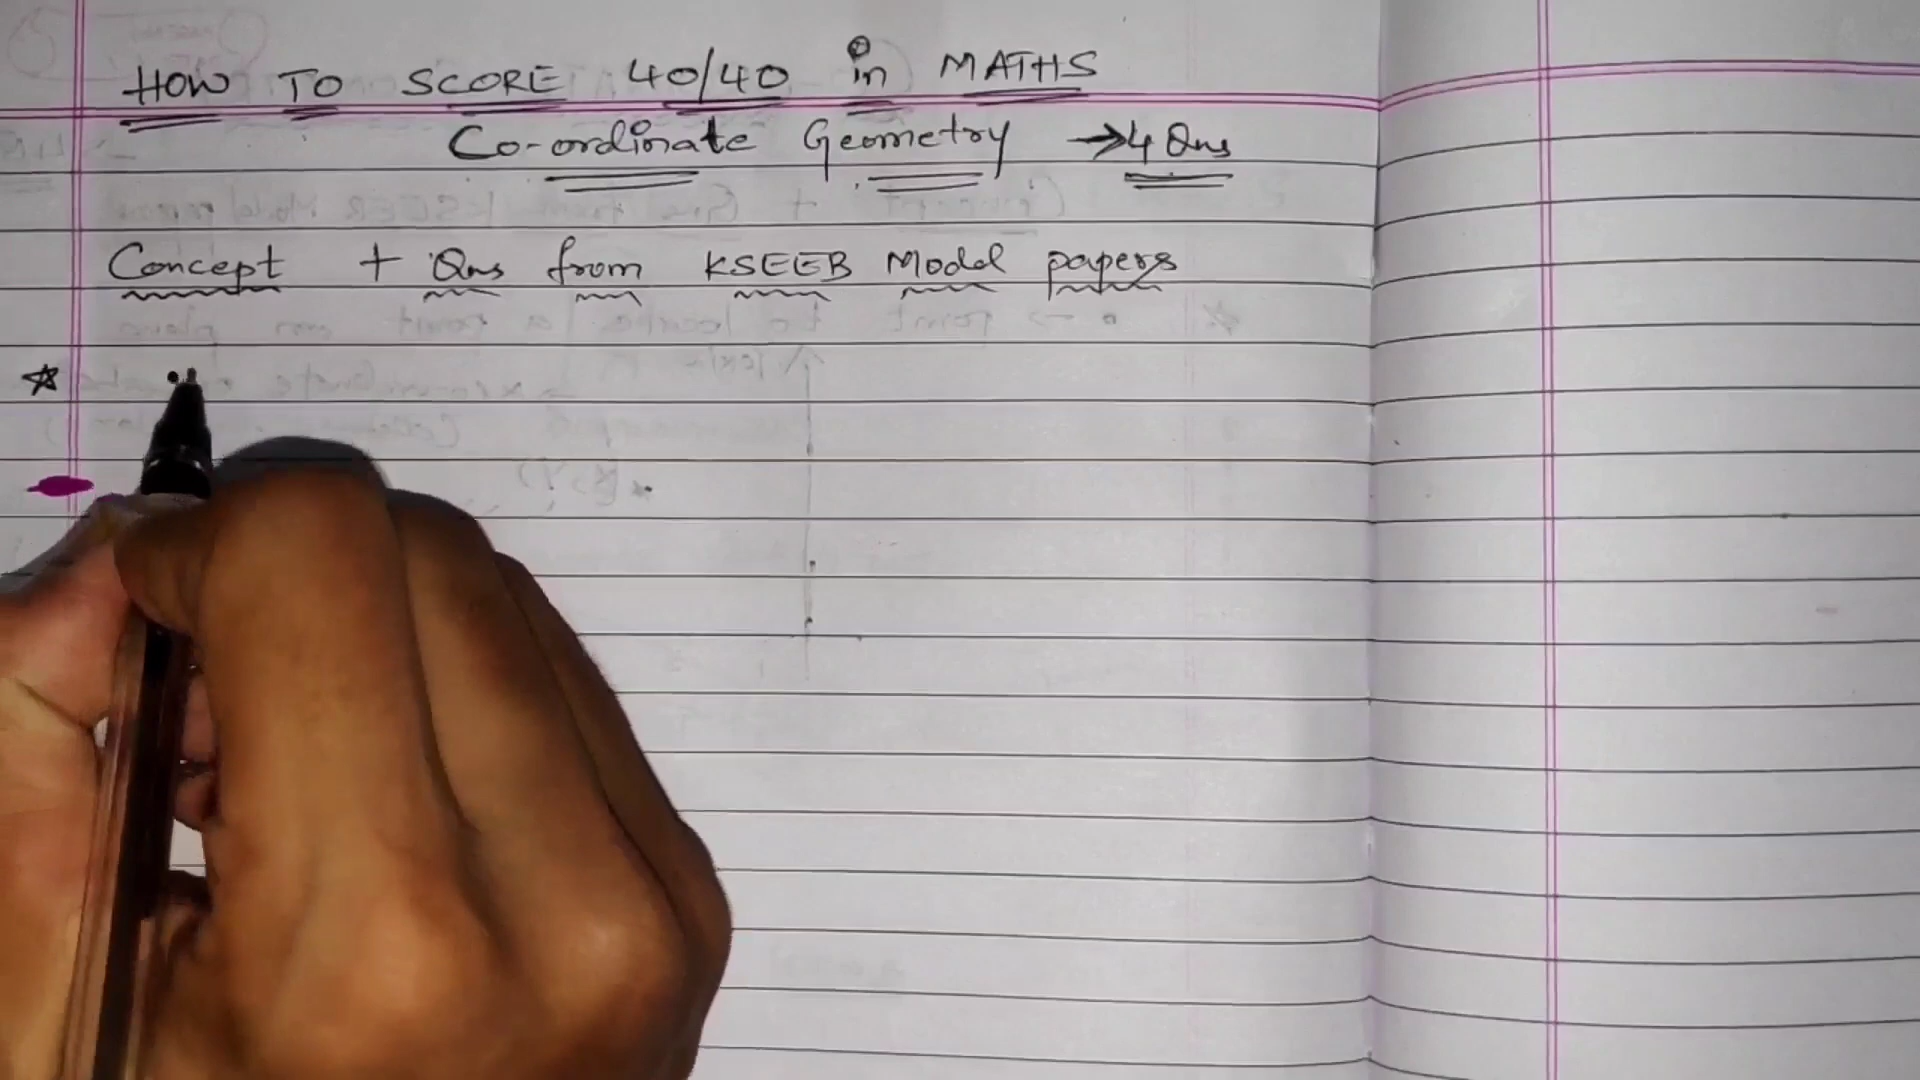 HOW TO SCORE 40/40 in MATHS
Co-ordinate Geometry → 4 Qns
Concept + Qns from KSEEB Model papers